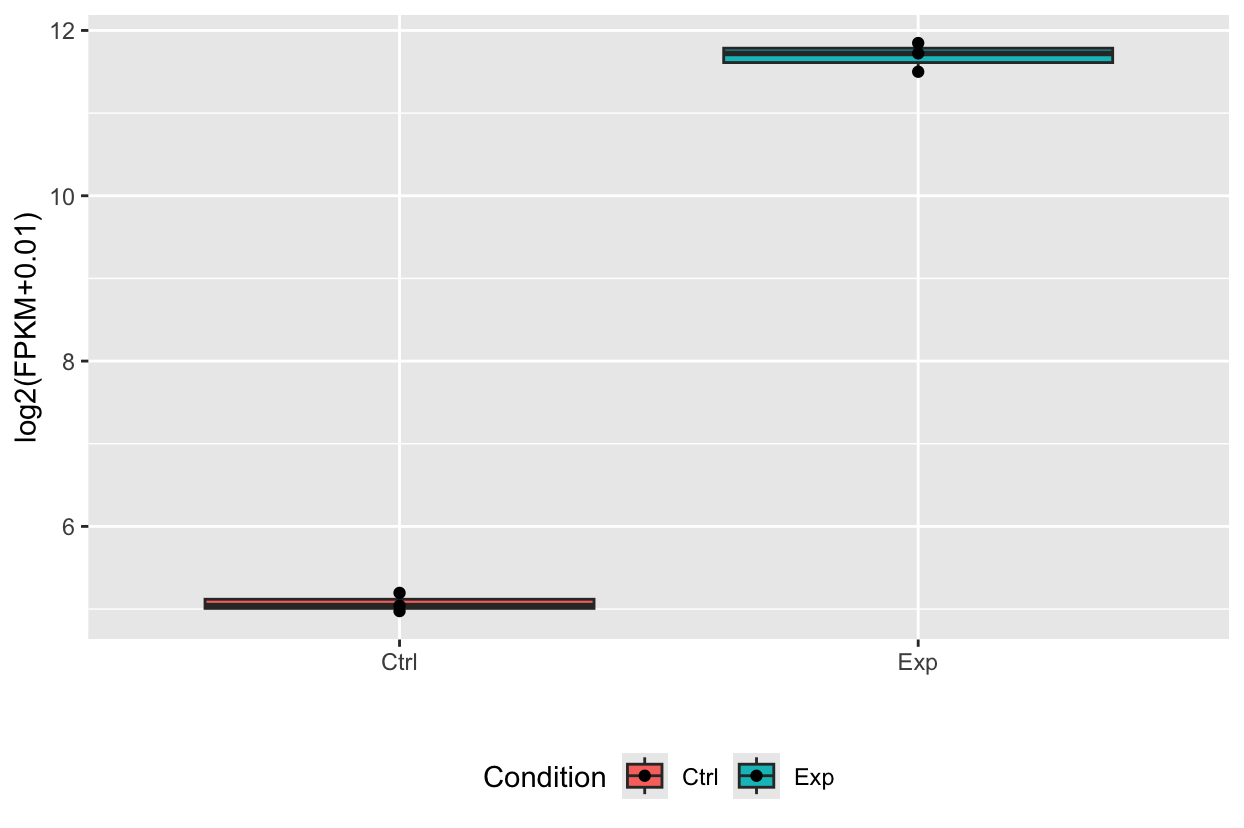 log2(FPKM+0.01)
12
10
8
6
Ctrl Exp
Condition Ctrl Exp